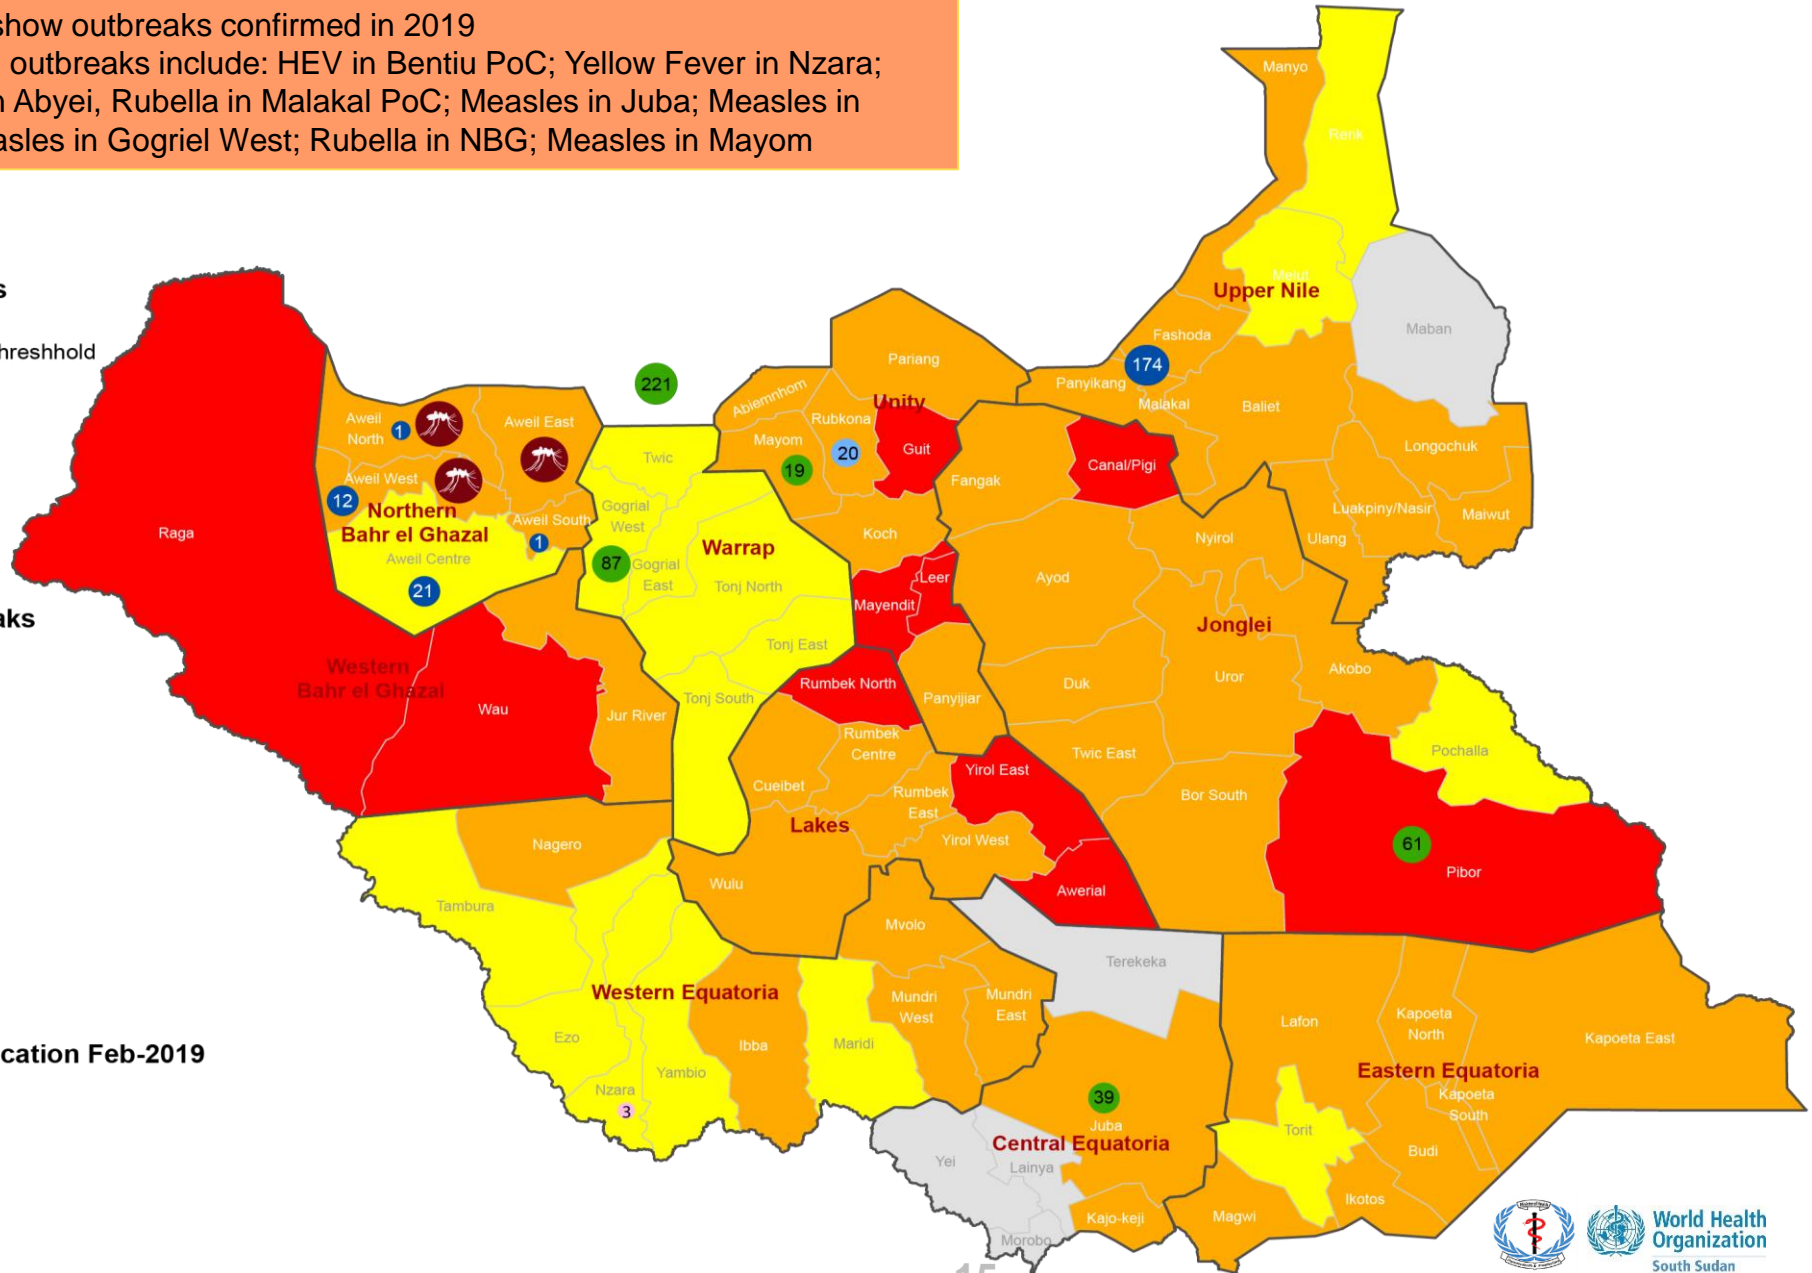 show outbreaks confirmed in 2019
outbreaks include: HEV in Bentiu PoC; Yellow Fever in Nzara;
Abyei, Rubella in Malakal PoC; Measles in Juba; Measles in
in Gogriel West; Rubella in NBG; Measles in Mayom
Manyo
Renk
Melut
Upper Nile
Maban
Fashoda
174
Panyikang
Malakal
Baliet
Longochuk
Luakpiny/Nasir
Maiwut
Ulang
Pariang
Abiemnhom
Unity
Rubkona
Mayom
19
20
Guit
Koch
Leer
Mayendit
Panyijiar
221
Aweil
North
1
Aweil East
Aweil West
12
Northern
Bahr el Ghazal
Aweil South
1
Aweil Centre
21
Raga
Western
Bahr el Ghazal
Wau
Jur River
Twic
Gogrial
West
87
Gogrial
East
Warrap
Tonj North
Tonj East
Tonj South
Fangak
Canal/Pigi
Nyirol
Ayod
Jonglei
Duk
Uror
Akobo
Twic East
Pochalla
Bor South
61
Pibor
Rumbek North
Rumbek
Centre
Cueibet
Rumbek
East
Lakes
Yirol East
Yirol West
Awerial
Wulu
Nagero
Tambura
Mvolo
Western Equatoria
Mundri
West
Mundri
East
Ezo
Ibba
Maridi
Yambio
Nzara
3
Terekeka
39
Juba
Central Equatoria
Yei
Lainya
Kajo-keji
Morobo
Lafon
Kapoeta
North
Kapoeta East
Eastern Equatoria
Kapoeta
South
Torit
Budi
Ikotos
Magwi
Feb-2019
World Health
Organization
South Sudan